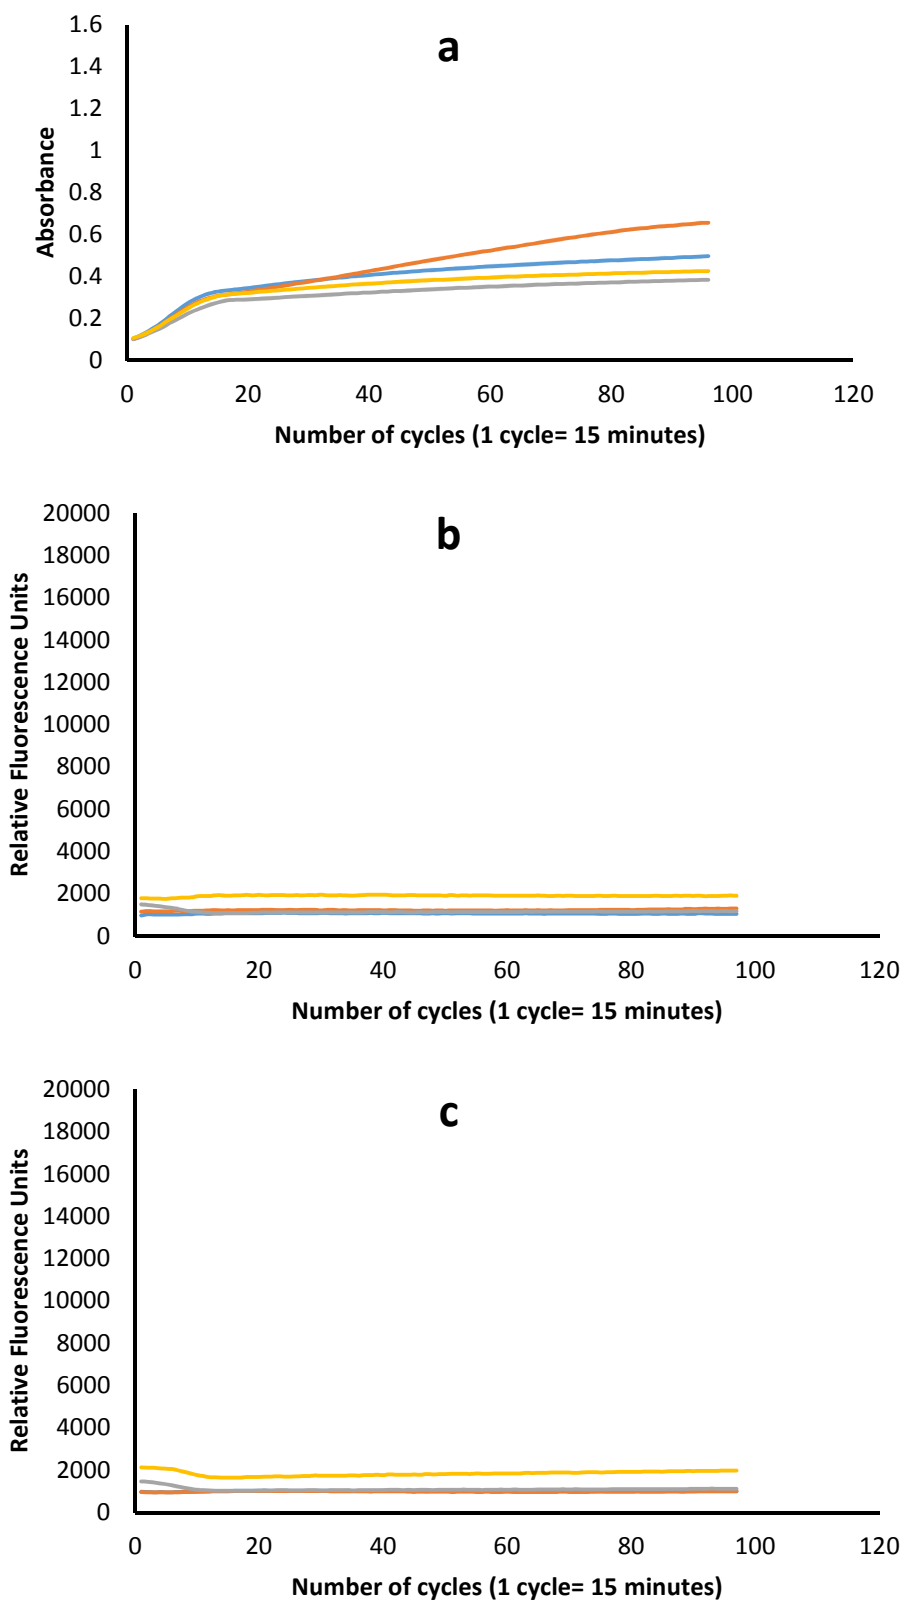 a
1.6
1.4
1.2
1
0.8
0.6
0.4
0.2
0
Absorbance
0 20 40 60 80 100 120
Number of cycles (1 cycle= 15 minutes)
b
20000
18000
16000
14000
12000
10000
8000
6000
4000
2000
0
Relative Fluorescence Units
0 20 40 60 80 100 120
Number of cycles (1 cycle= 15 minutes)
c
20000
18000
16000
14000
12000
10000
8000
6000
4000
2000
0
Relative Fluorescence Units
0 20 40 60 80 100 120
Number of cycles (1 cycle= 15 minutes)